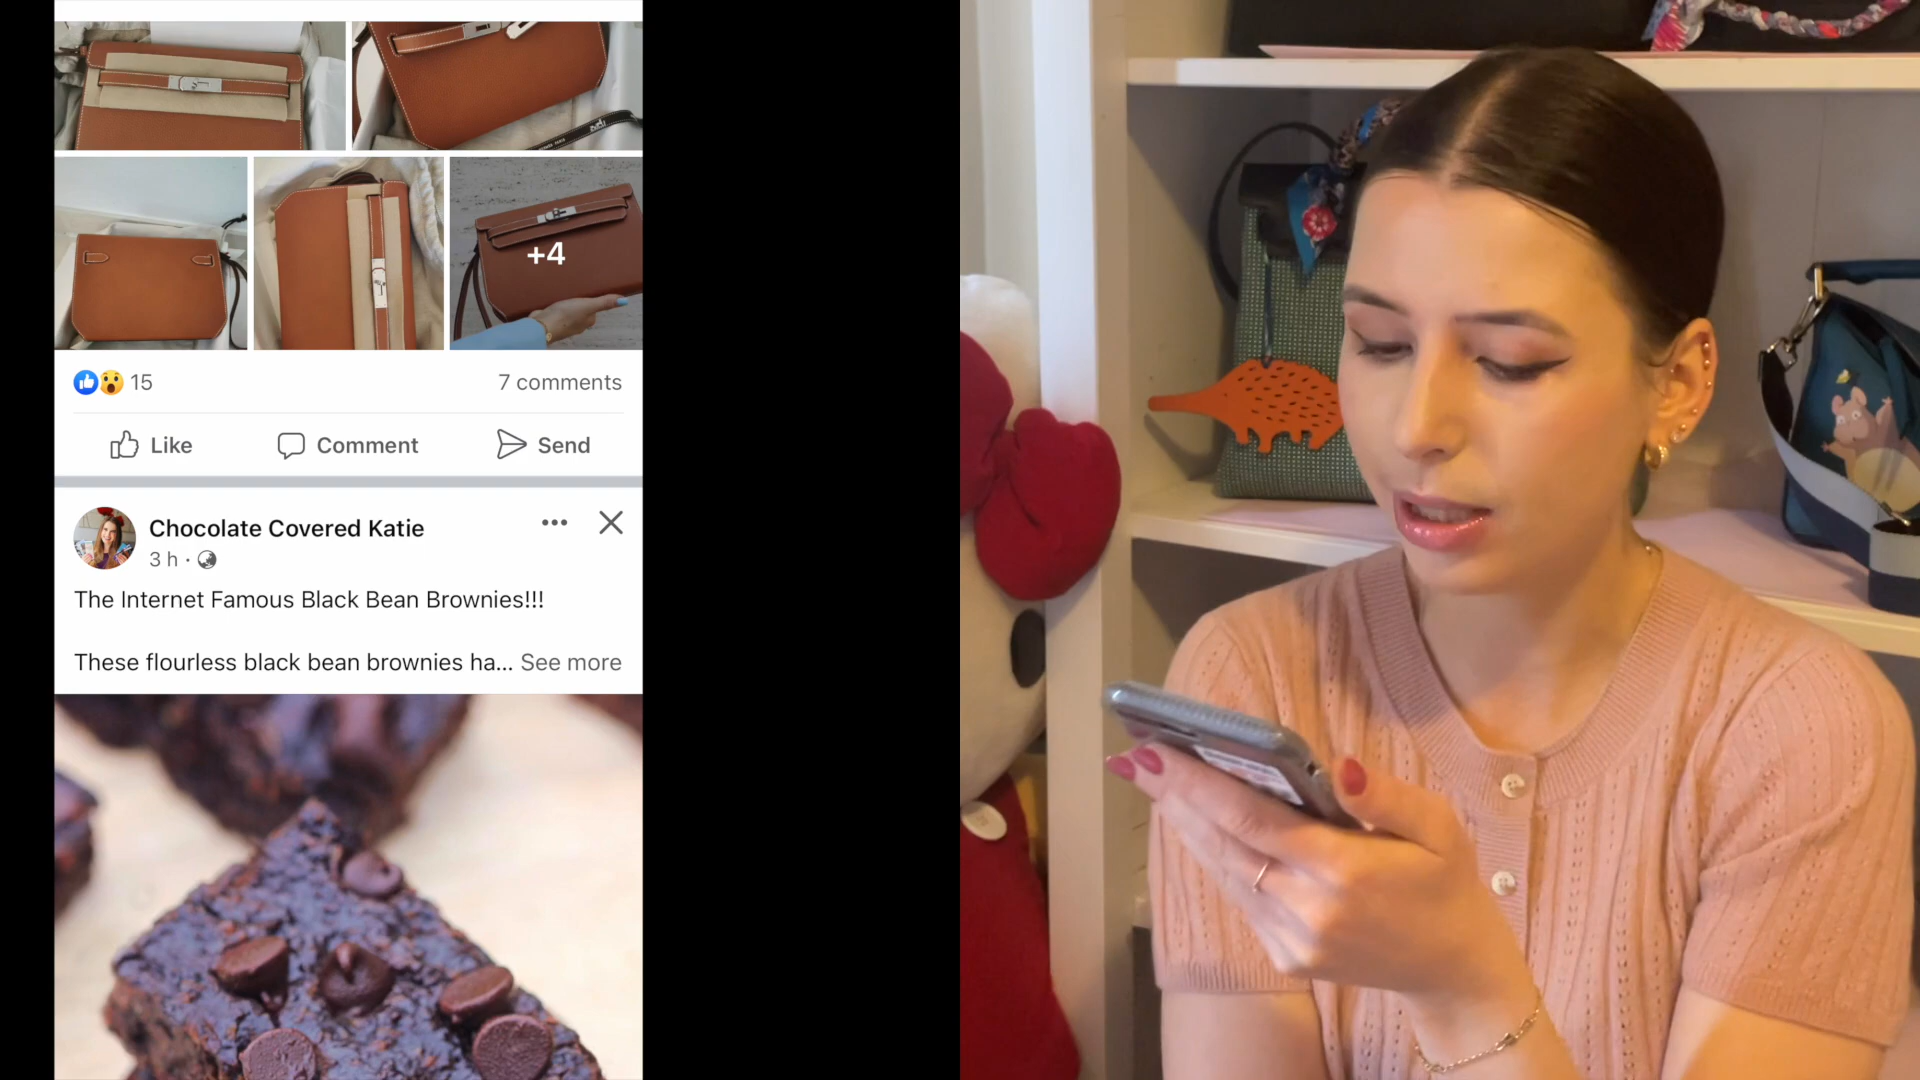 +4
15
7 comments
Like
Comment
Send
Chocolate Covered Katie
3 h ·
The Internet Famous Black Bean Brownies!!!
These flourless black bean brownies ha... See more